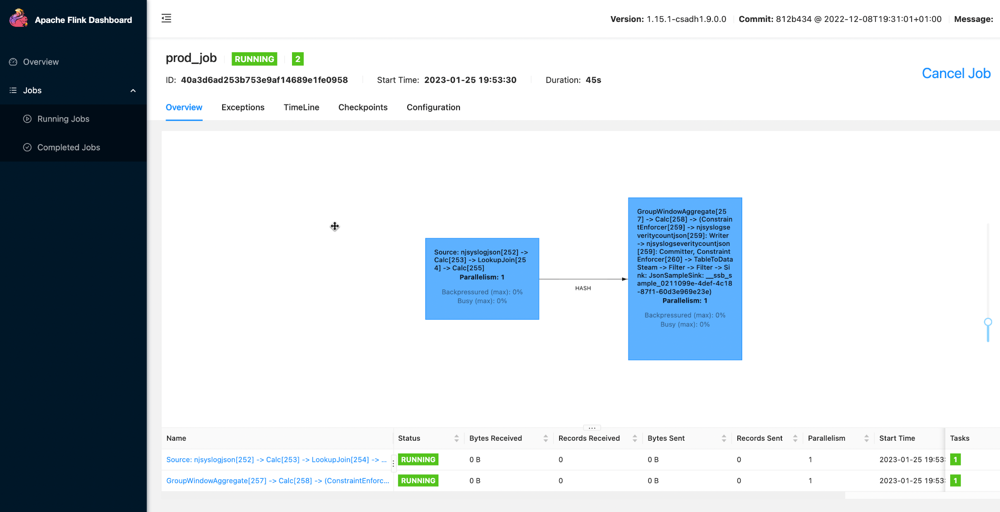 Apache Flink Dashboard
Version: 1.15.1-csadh1.9.0.0 Commit: 812b434 @ 2022-12-08T19:31:01+01:00 Message:
Overview
Jobs
Running Jobs
Completed Jobs
prod_job RUNNING 2
ID: 40a3d6ad253b753e9af14689e1fe0958 Start Time: 2023-01-25 19:53:30 Duration: 45s
Cancel Job
Overview Exceptions TimeLine Checkpoints Configuration
Source: njsyslogjson[252] ->
Calc[253] -> LookupJoin[25
4] -> Calc[255]
Parallelism: 1
Backpressured (max): 0%
Busy (max): 0%
HASH
GroupWindowAggregate[25
7] -> Calc[258] -> (Constrain
tEnforcer[259] -> njsyslogse
veritycountjson[259]: Writer
-> njsyslogseveritycountjson
[259]: Committer, Constraint
Enforcer[260] -> TableToData
Steam -> Filter -> Filter -> Si
nk: JsonSampleSink: __ssb_s
ample_0211099e-4def-4c18
-87f1-60d3e969e23e)
Parallelism: 1
Backpressured (max): 0%
Busy (max): 0%
Name Status Bytes Received Records Received Bytes Sent Records Sent Parallelism Start Time Tasks
Source: njsyslogjson[252] -> Calc[253] -> LookupJoin[254] -> ... RUNNING 0 B 0 0 B 0 1 2023-01-25 19:53: 1
GroupWindowAggregate[257] -> Calc[258] -> (ConstraintEnforc... RUNNING 0 B 0 0 B 0 1 2023-01-25 19:53: 1